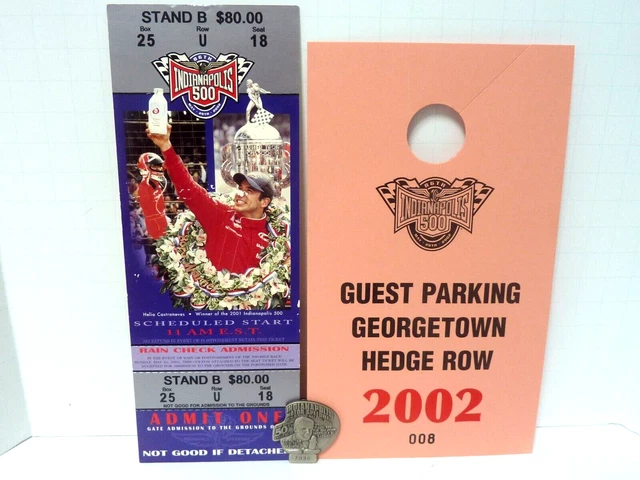 STAND B $80.00
Box Row Seat
25 U 18
86TH
INDIANAPOLIS
500
Helio Castroneves • Winner of the 2001 Indianapolis 500
SCHEDULED START
11 AM E.S.T.
RAIN CHECK ADMISSION
STAND B $80.00
Box Row Seat
25 U 18
NOT GOOD FOR ADMISSION TO THE GROUNDS
ADMIT ONE
GATE ADMISSION TO THE GROUNDS
NOT GOOD IF DETACHED
INDIANAPOLIS
86TH
INDIANAPOLIS
500
GUEST PARKING
GEORGETOWN
HEDGE ROW
2002
008